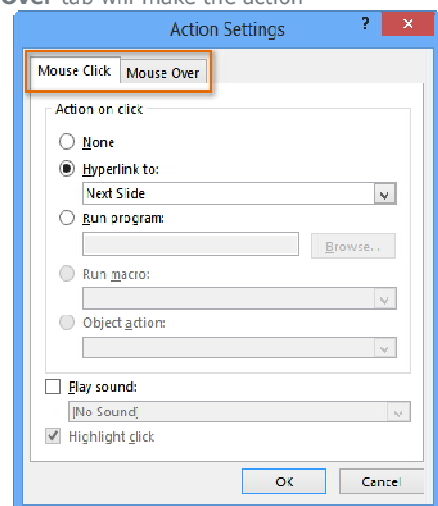 Over tab will make the action
Action Settings ?
Mouse Click Mouse Over
Action on click
None
Hyperlink to:
Next Slide
Run program:
Browse...
Run macro:
Object action:
Play sound:
[No Sound]
Highlight click
OK Cancel